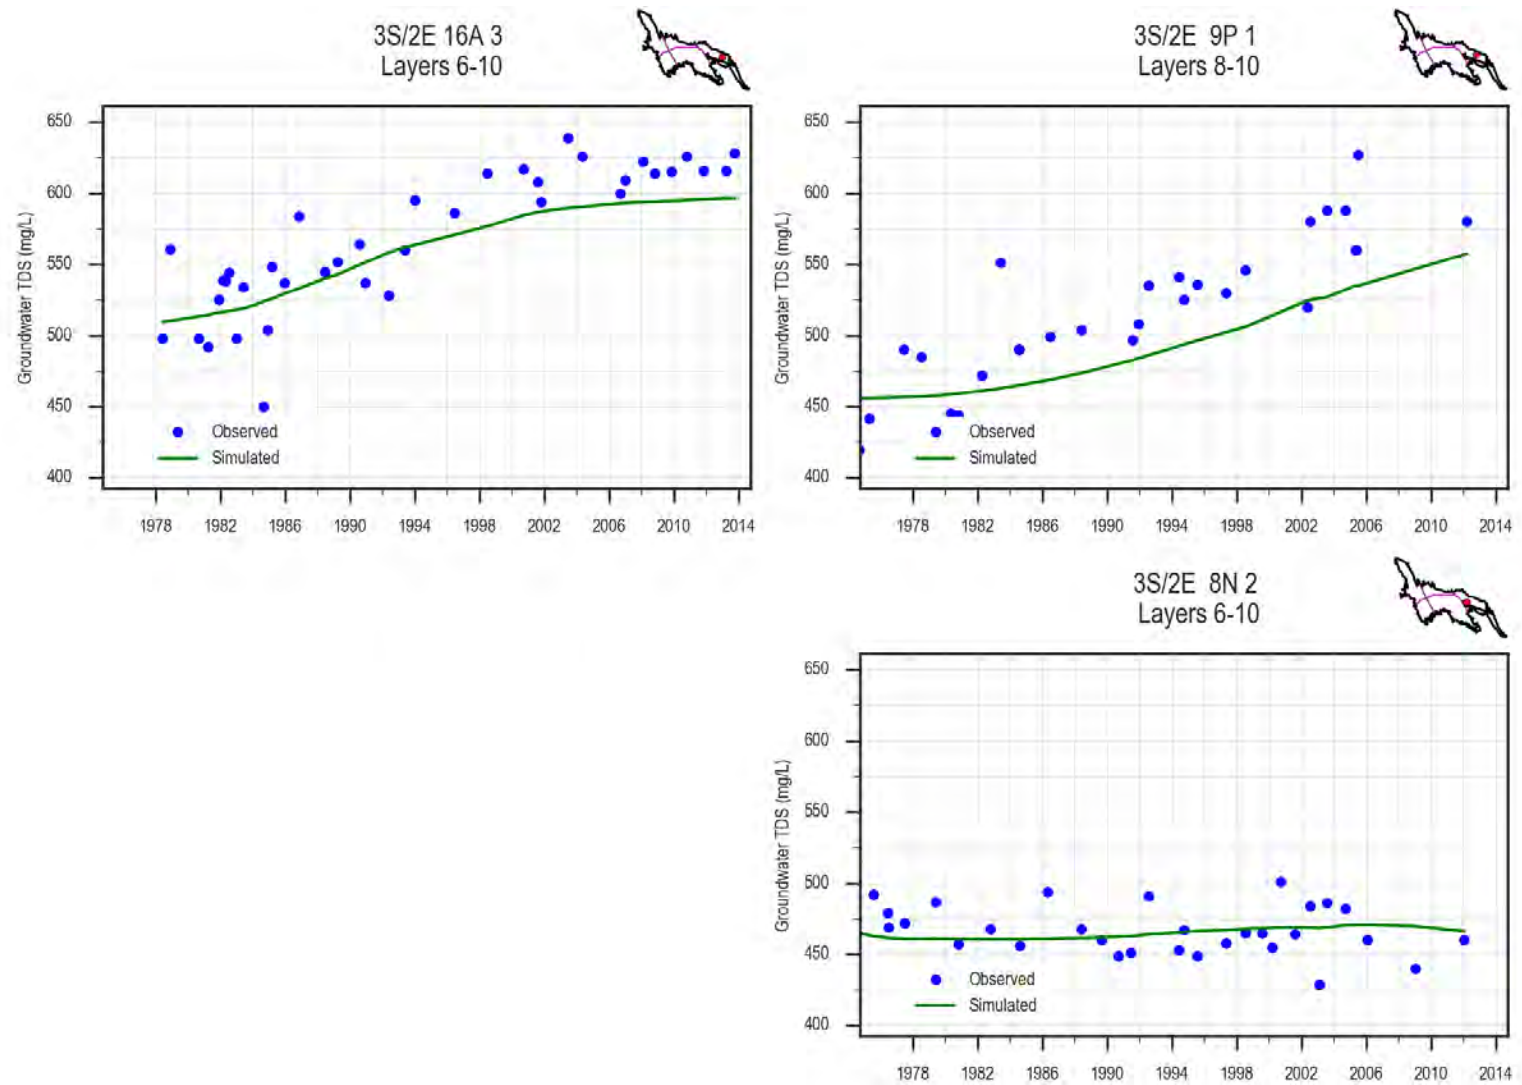 3S/2E 16A 3
Layers 6-10
Groundwater TDS (mg/L)
650
600
550
500
450
400
Observed
Simulated
1978 1982 1986 1990 1994 1998 2002 2006 2010 2014
3S/2E 9P 1
Layers 8-10
Groundwater TDS (mg/L)
650
600
550
500
450
400
Observed
Simulated
1978 1982 1986 1990 1994 1998 2002 2006 2010 2014
3S/2E 8N 2
Layers 6-10
Groundwater TDS (mg/L)
650
600
550
500
450
400
Observed
Simulated
1978 1982 1986 1990 1994 1998 2002 2006 2010 2014